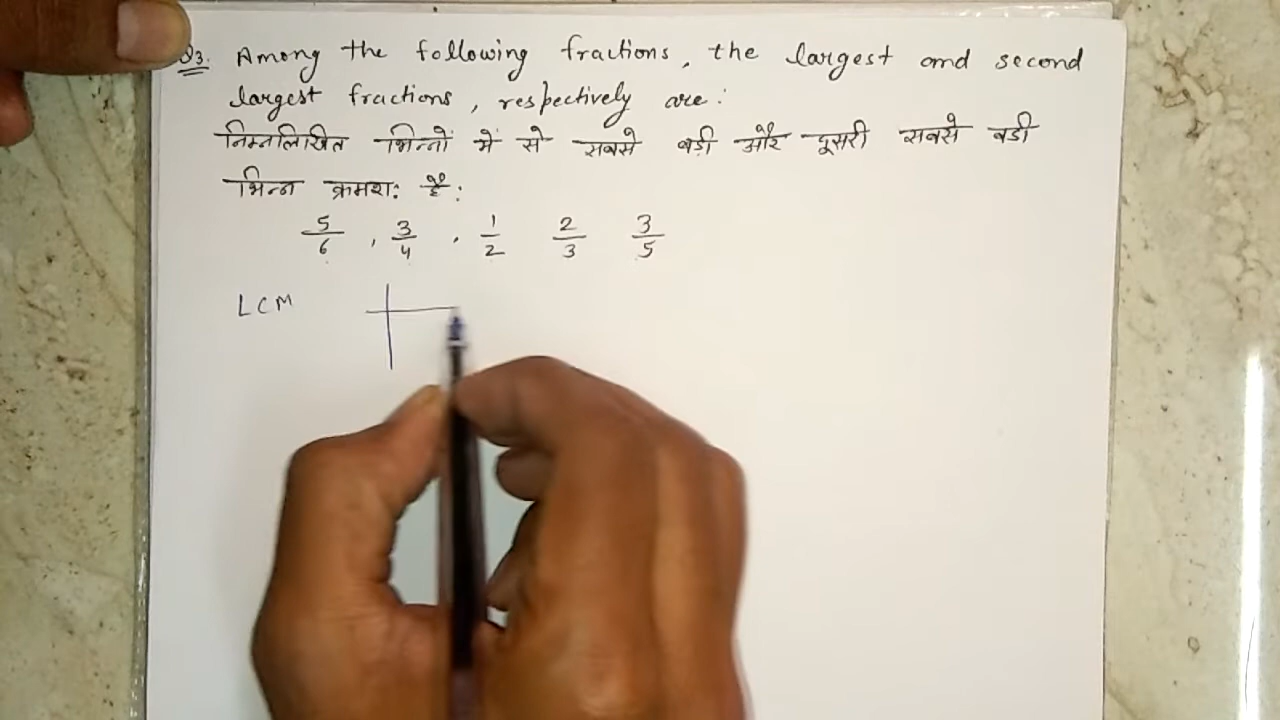 Q3. Among the following fractions, the largest and second
largest fractions, respectively are:
निम्नलिखित भिन्नों में से सबसे बड़ी और दूसरी सबसे बडी
भिन्न क्रमशः है:
5/6 , 3/4 , 1/2 2/3 3/5
LCM